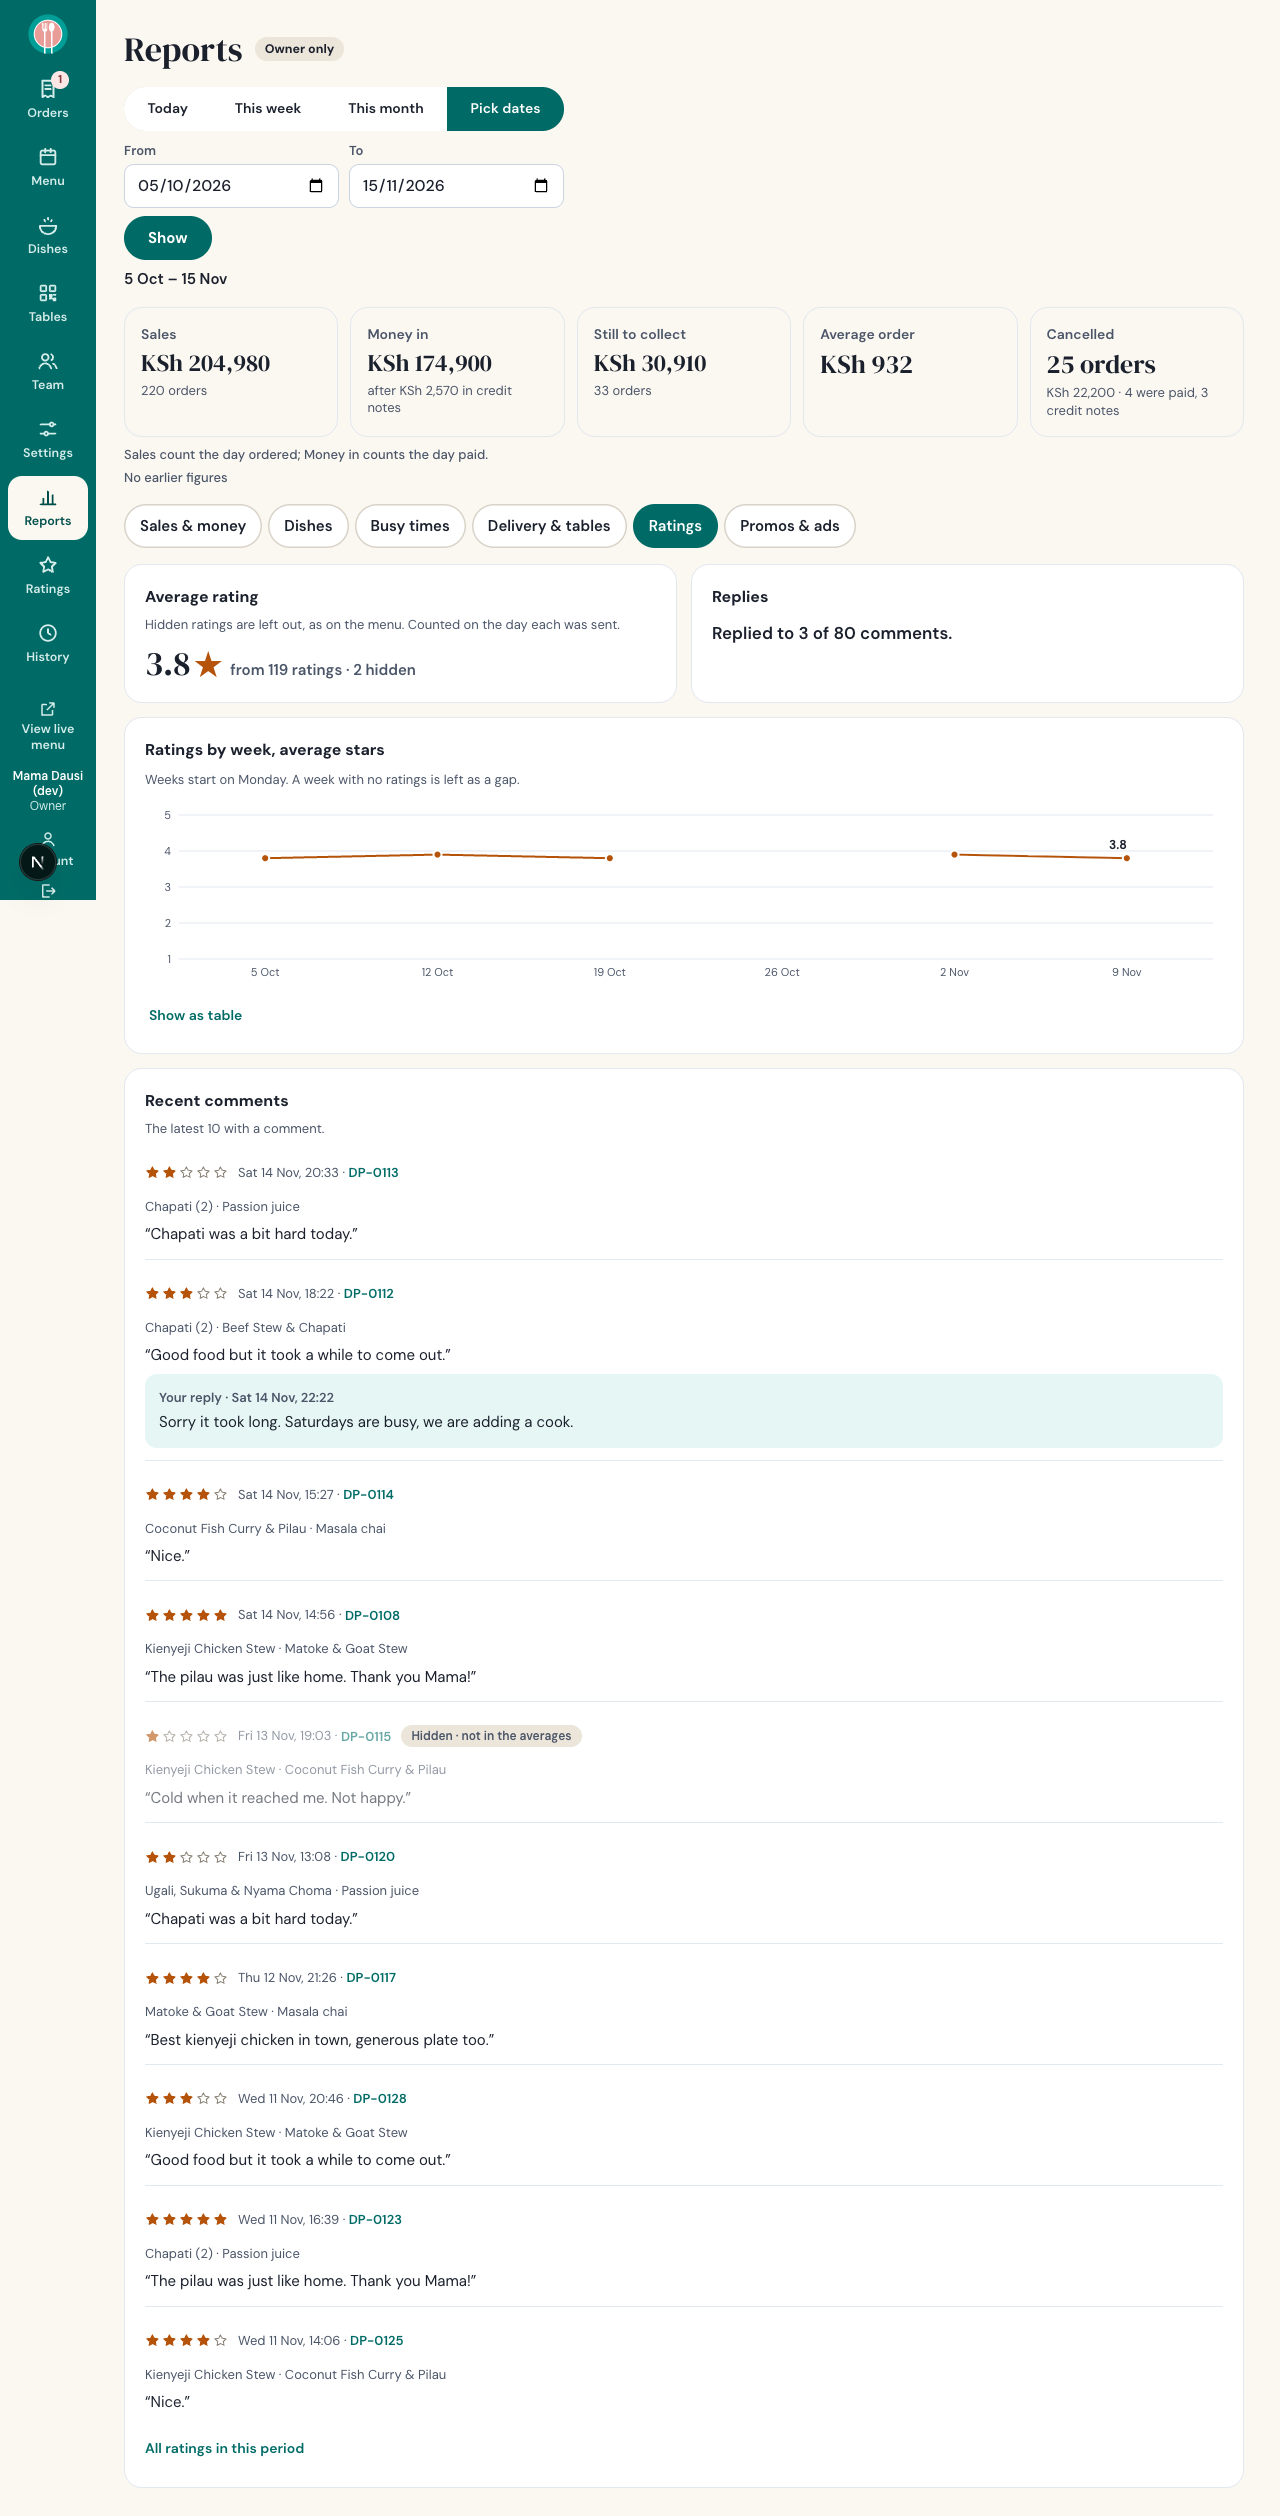 Reports
Owner only
1
Orders
Menu
Dishes
Tables
Team
Settings
Reports
Ratings
History
View live
menu
Mama Dausi
(dev)
Owner
unt
N
Today
This week
This month
Pick dates
From
To
05/10/2026
15/11/2026
Show
5 Oct – 15 Nov
Sales
KSh 204,980
220 orders
Money in
KSh 174,900
after KSh 2,570 in credit
notes
Still to collect
KSh 30,910
33 orders
Average order
KSh 932
Cancelled
25 orders
KSh 22,200 · 4 were paid, 3
credit notes
Sales count the day ordered; Money in counts the day paid.
No earlier figures
Sales & money
Dishes
Busy times
Delivery & tables
Ratings
Promos & ads
Average rating
Hidden ratings are left out, as on the menu. Counted on the day each was sent.
3.8★ from 119 ratings · 2 hidden
Replies
Replied to 3 of 80 comments.
Ratings by week, average stars
Weeks start on Monday. A week with no ratings is left as a gap.
5
4
3
2
1
3.8
5 Oct
12 Oct
19 Oct
26 Oct
2 Nov
9 Nov
Show as table
Recent comments
The latest 10 with a comment.
Sat 14 Nov, 20:33 · DP-0113
Chapati (2) · Passion juice
“Chapati was a bit hard today.”
Sat 14 Nov, 18:22 · DP-0112
Chapati (2) · Beef Stew & Chapati
“Good food but it took a while to come out.”
Your reply · Sat 14 Nov, 22:22
Sorry it took long. Saturdays are busy, we are adding a cook.
Sat 14 Nov, 15:27 · DP-0114
Coconut Fish Curry & Pilau · Masala chai
“Nice.”
Sat 14 Nov, 14:56 · DP-0108
Kienyeji Chicken Stew · Matoke & Goat Stew
“The pilau was just like home. Thank you Mama!”
Fri 13 Nov, 19:03 · DP-0115
Hidden · not in the averages
Kienyeji Chicken Stew · Coconut Fish Curry & Pilau
“Cold when it reached me. Not happy.”
Fri 13 Nov, 13:08 · DP-0120
Ugali, Sukuma & Nyama Choma · Passion juice
“Chapati was a bit hard today.”
Thu 12 Nov, 21:26 · DP-0117
Matoke & Goat Stew · Masala chai
“Best kienyeji chicken in town, generous plate too.”
Wed 11 Nov, 20:46 · DP-0128
Kienyeji Chicken Stew · Matoke & Goat Stew
“Good food but it took a while to come out.”
Wed 11 Nov, 16:39 · DP-0123
Chapati (2) · Passion juice
“The pilau was just like home. Thank you Mama!”
Wed 11 Nov, 14:06 · DP-0125
Kienyeji Chicken Stew · Coconut Fish Curry & Pilau
“Nice.”
All ratings in this period